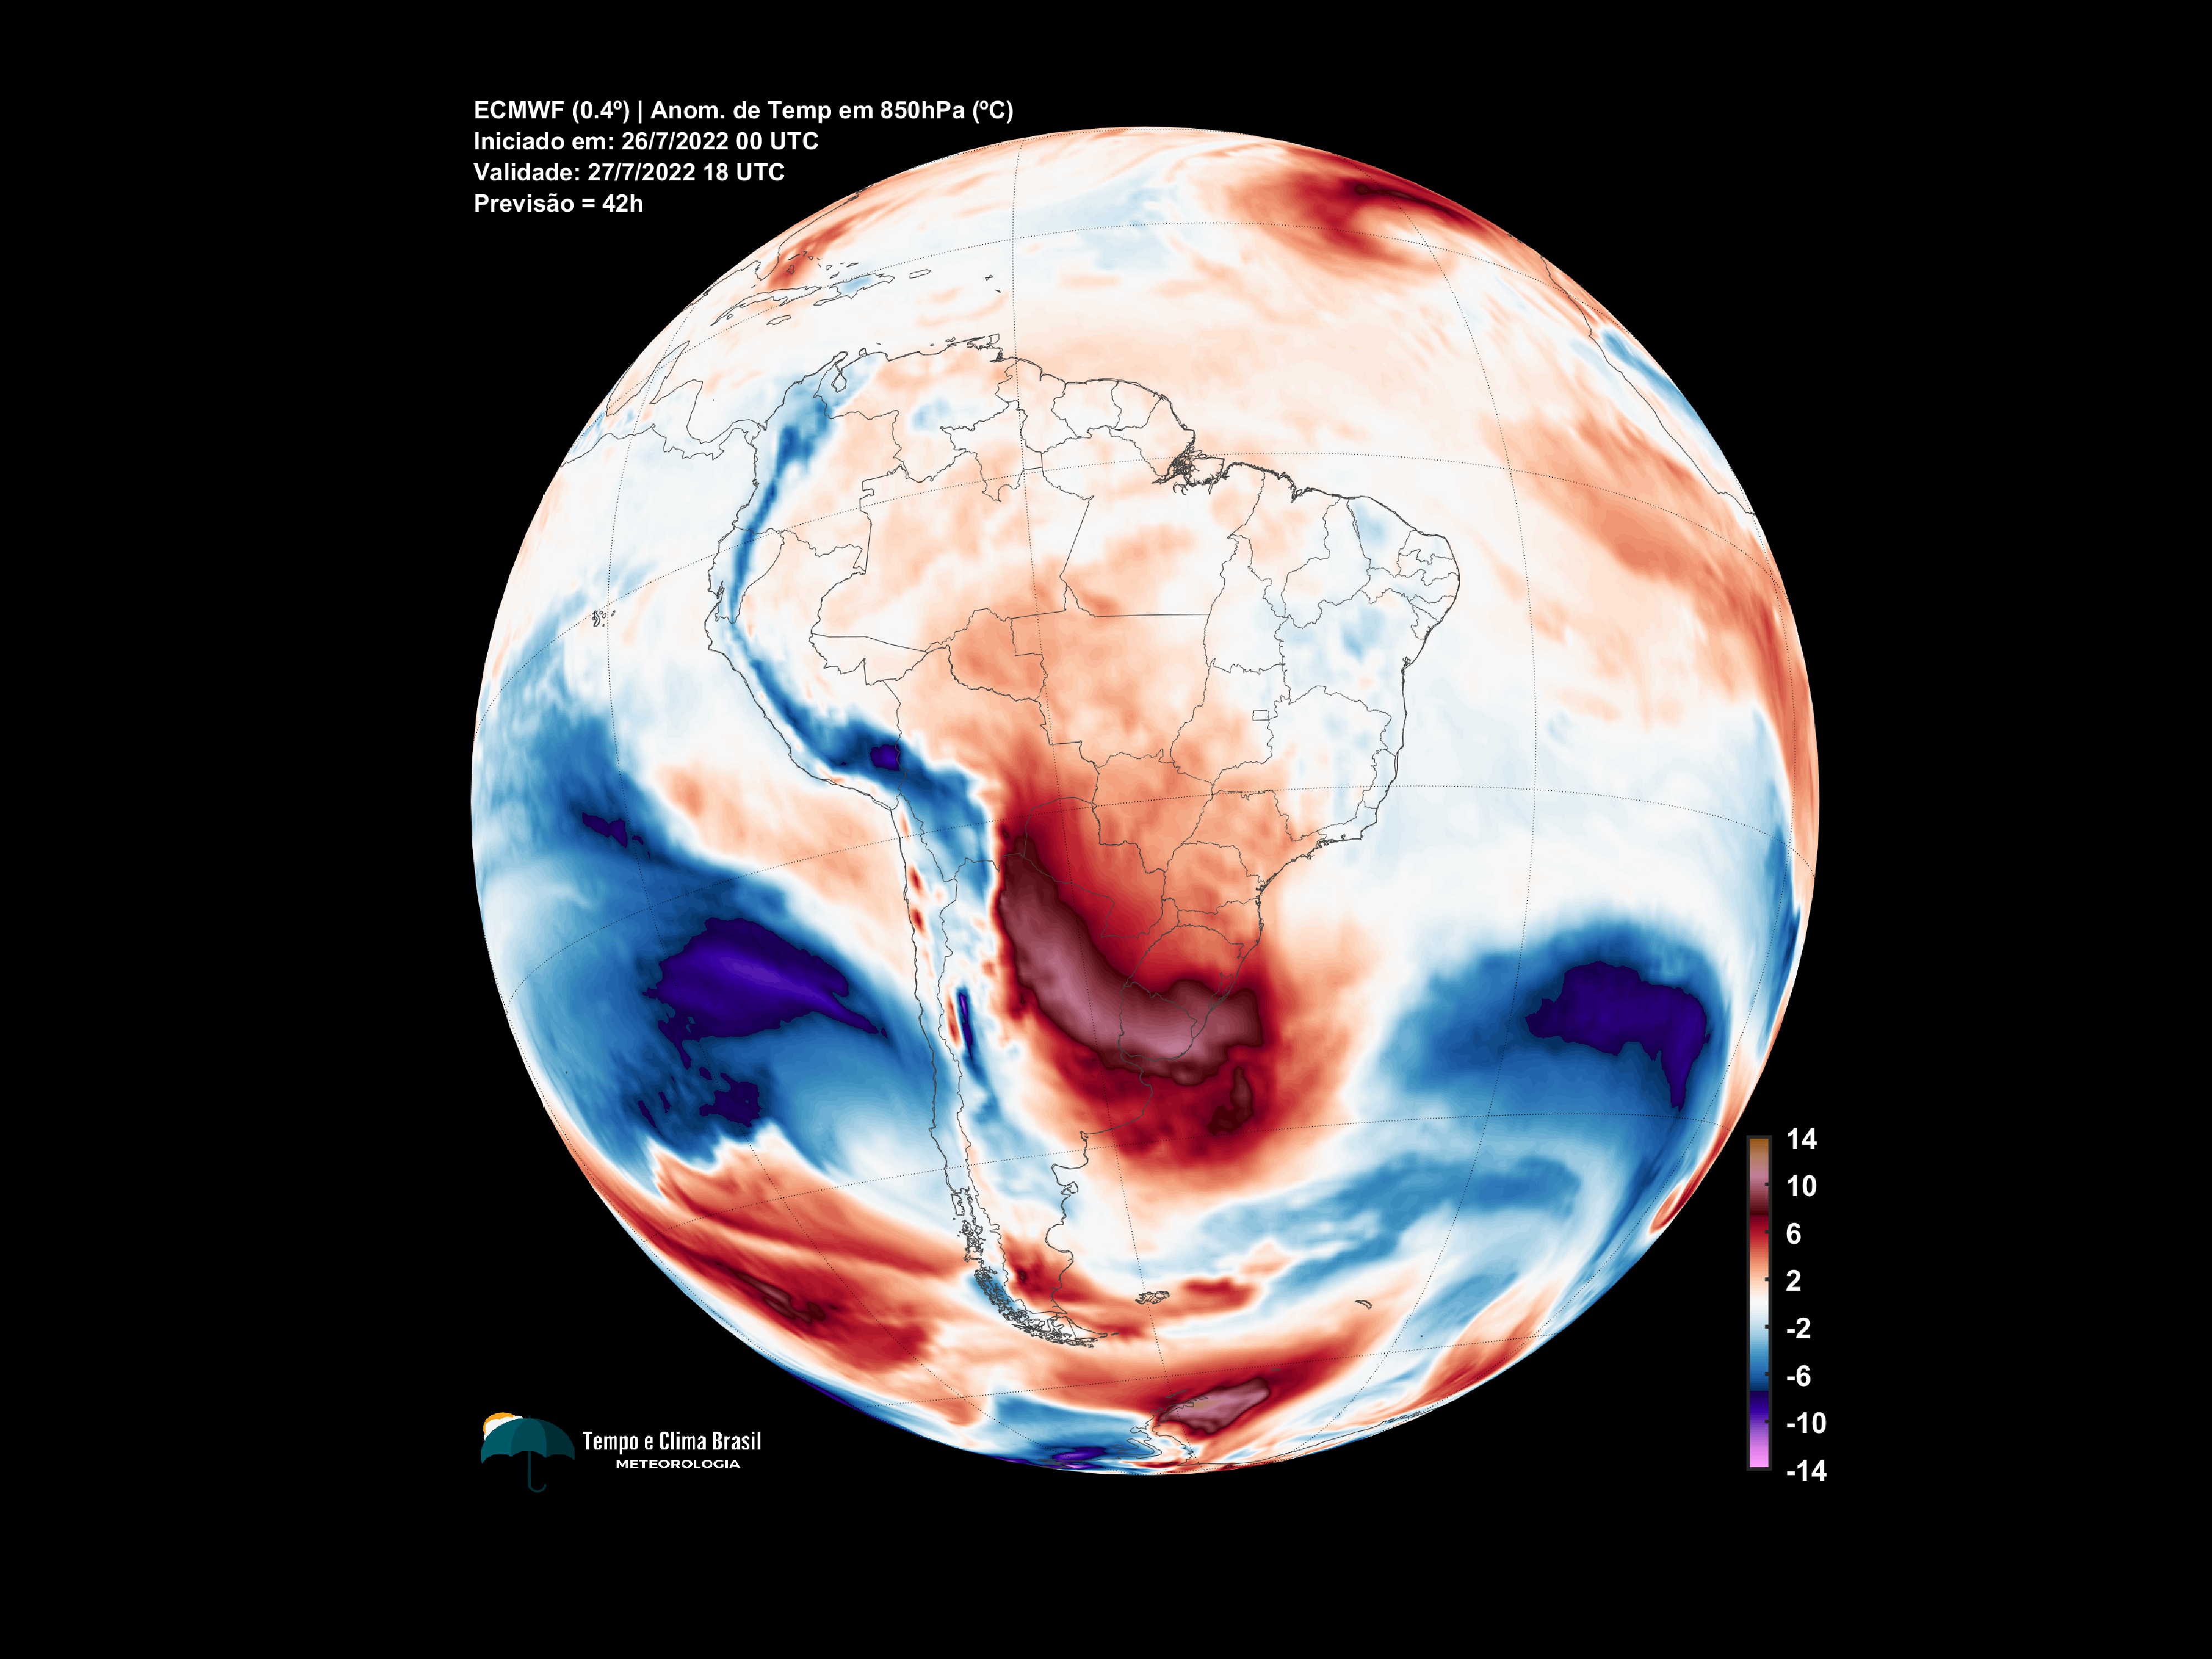 ECMWF (0.4º) | Anom. de Temp em 850hPa (ºC)
Iniciado em: 26/7/2022 00 UTC
Validade: 27/7/2022 18 UTC
Previsão = 42h
14
10
6
2
-2
-6
-10
-14
Tempo e Clima Brasil
METEOROLOGIA